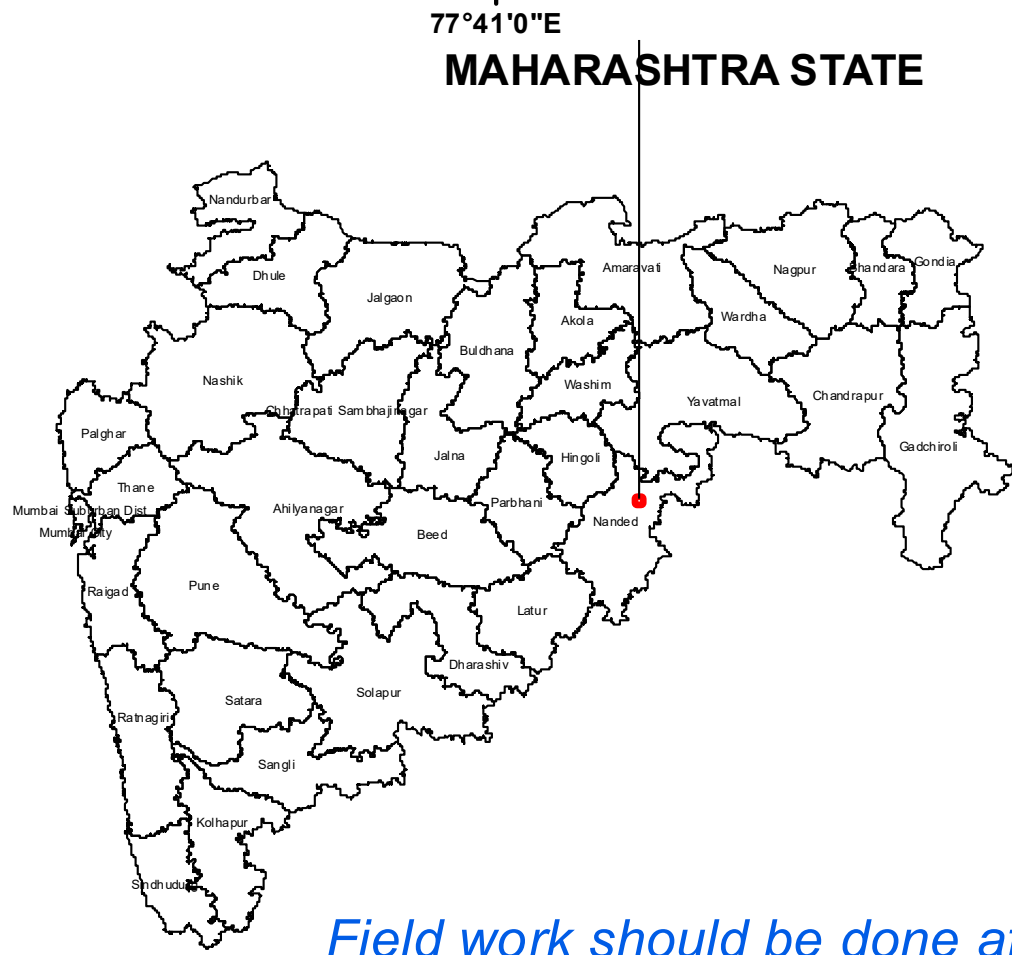 77°41'0"E
MAHARASHTRA STATE
Nandurbar
Dhule
Jalgaon
Amaravati
Nagpur
Bhandara
Gondia
Akola
Wardha
Buldhana
Nashik
Washim
Chhatrapati Sambhajinagar
Yavatmal
Chandrapur
Palghar
Jalna
Hingoli
Gadchiroli
Thane
Ahilyanagar
Parbhani
Mumbai Suburban Dist.
Nanded
Mumbai City
Beed
Raigad
Pune
Latur
Dharashiv
Solapur
Satara
Ratnagiri
Sangli
Kolhapur
Field work should be done